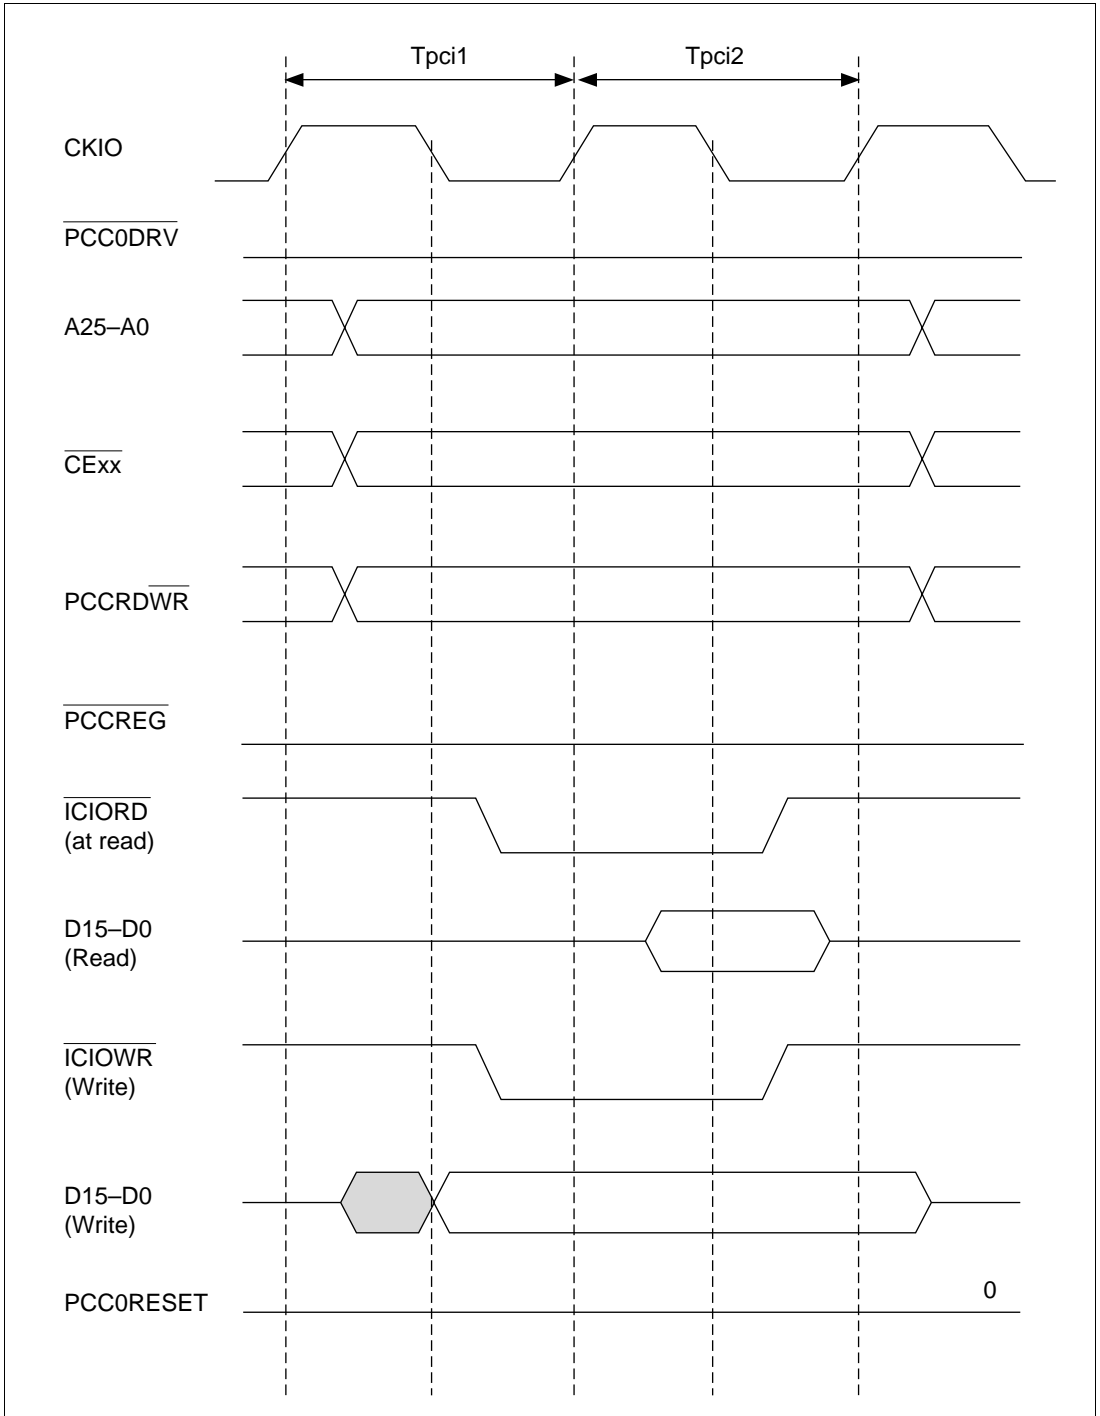 Tpci1 Tpci2
CKIO
PCC0DRV
A25–A0
CExx
PCCRDWR
PCCREG
ICIORD
(at read)
D15–D0
(Read)
ICIOWR
(Write)
D15–D0
(Write)
0
PCC0RESET